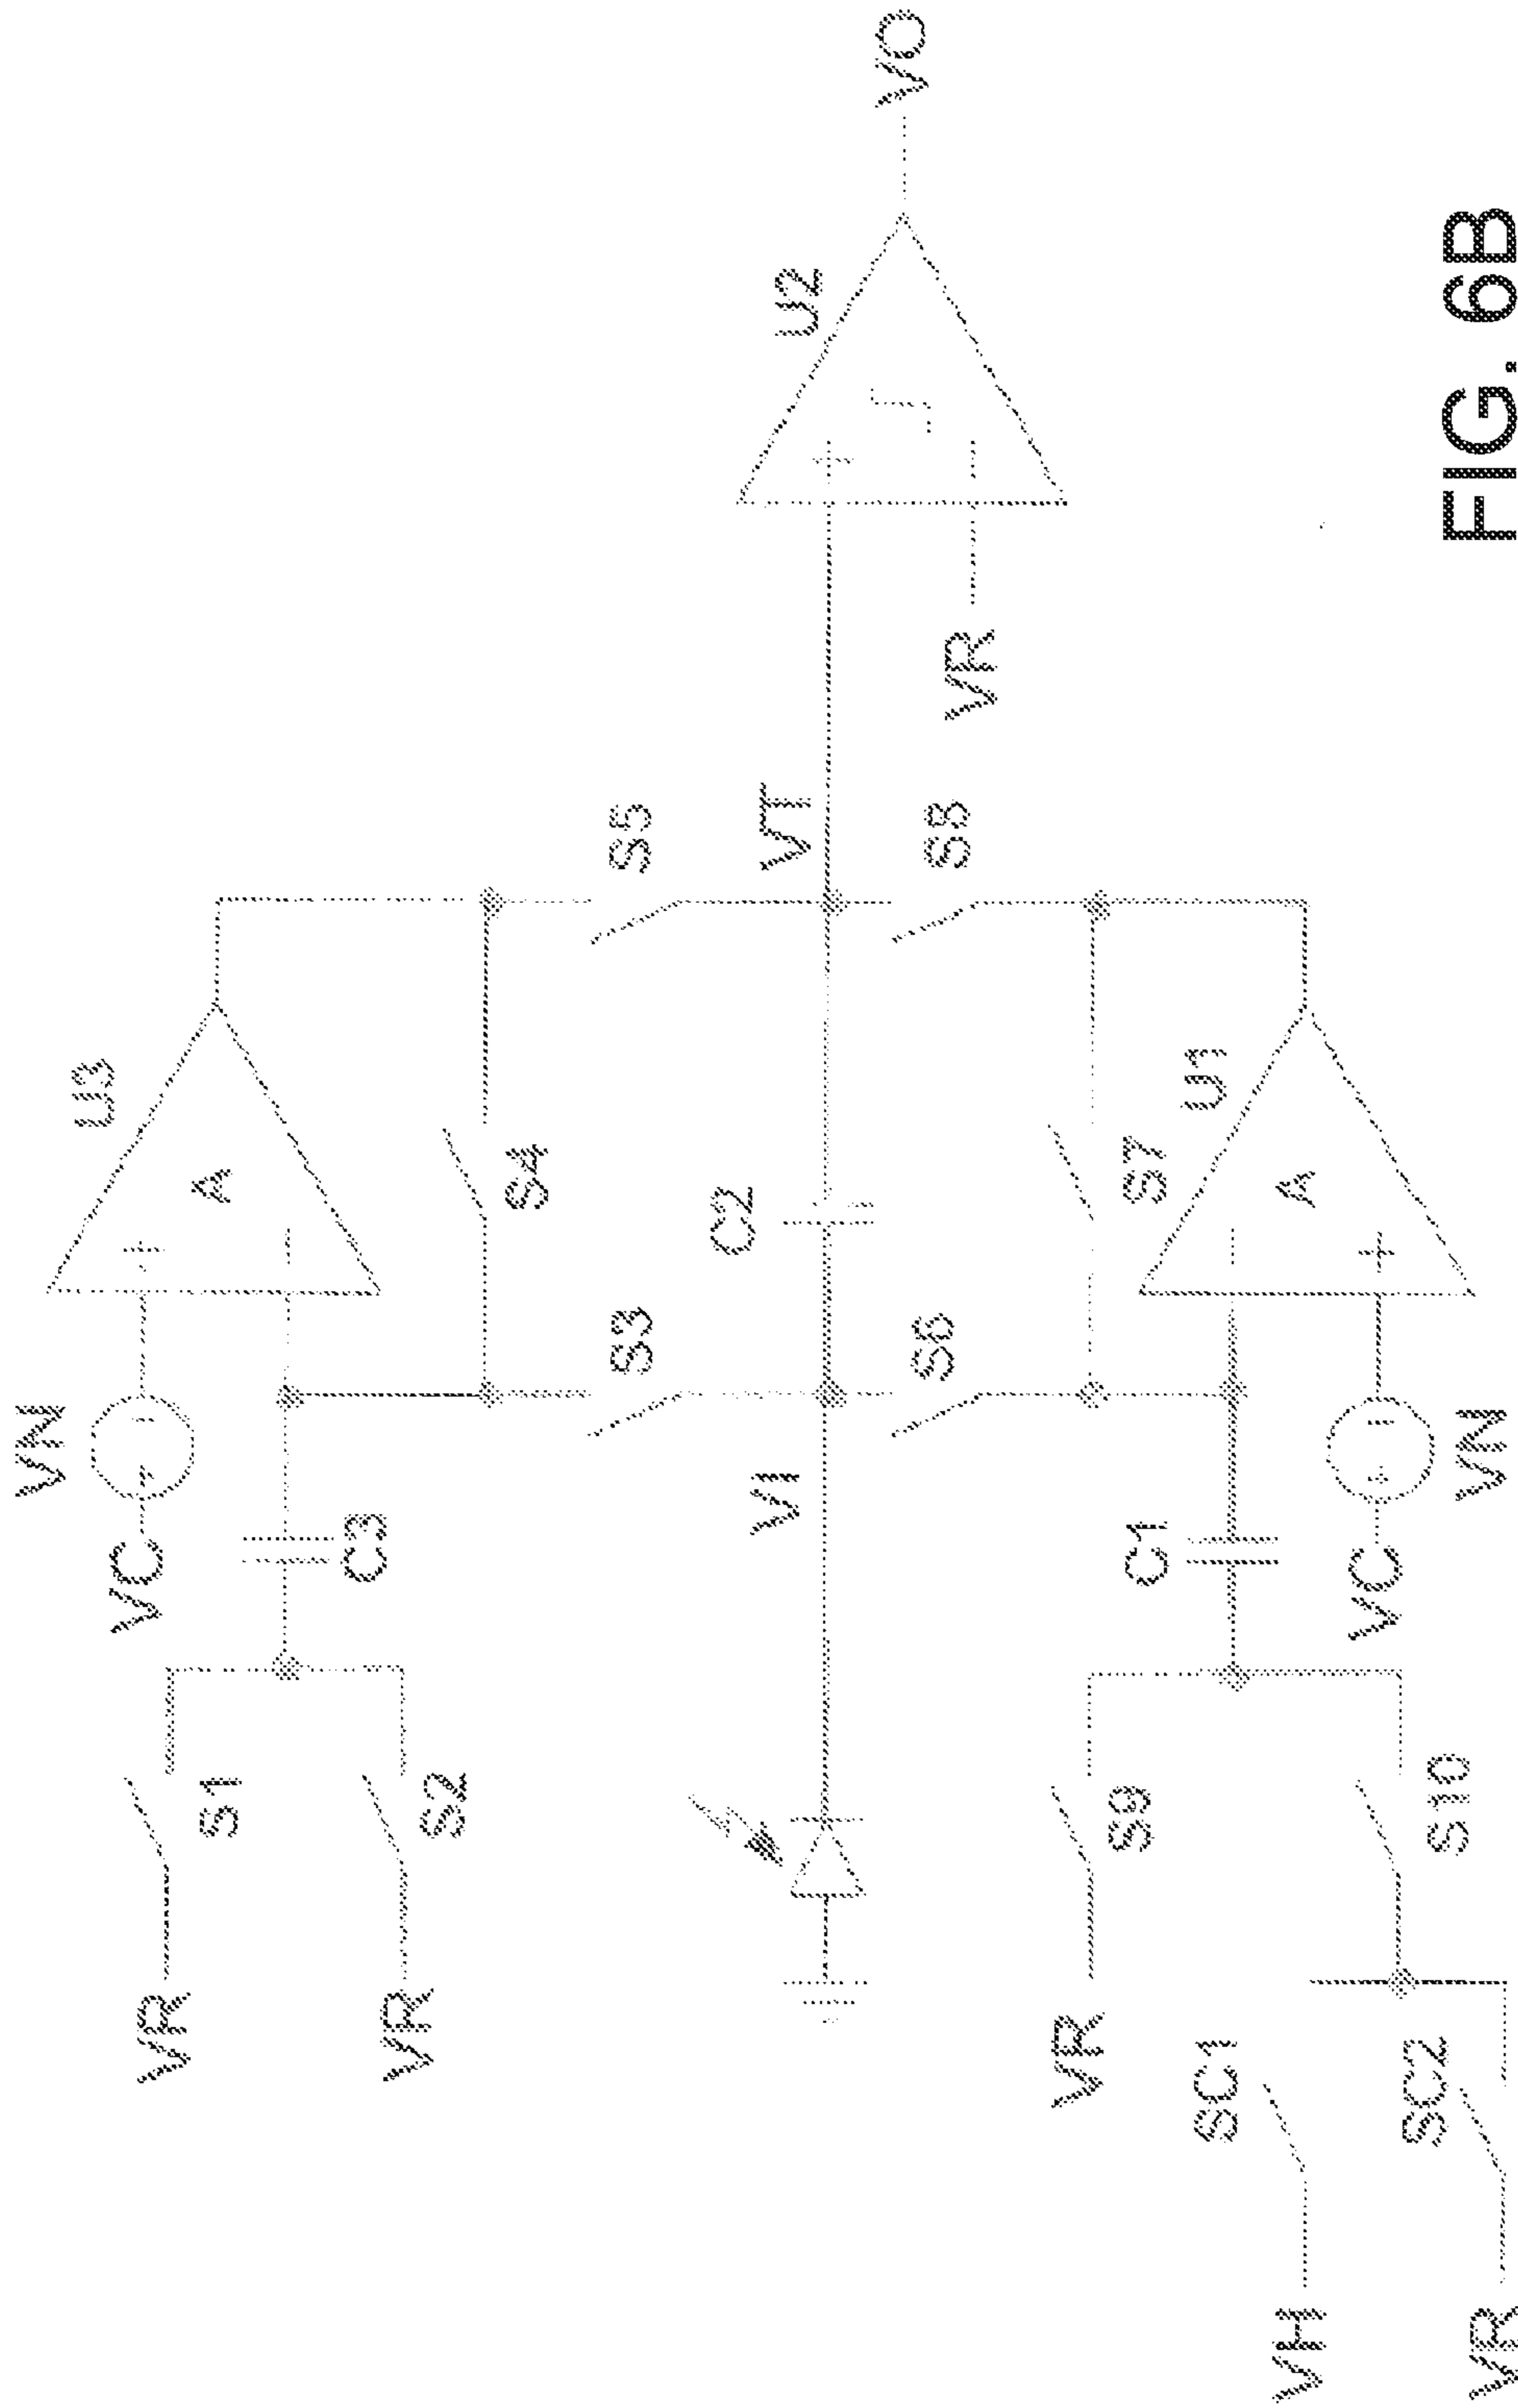 VN
VC
U3
A
+
−
C3
VR
S1
VR
S2
S4
S3
S5
VI
C2
VT
U2
+
−
VR
VO
S6
S8
S7
VR
S9
C1
U1
A
−
+
VC
VN
S10
SC1
VH
SC2
VR
FIG. 6B